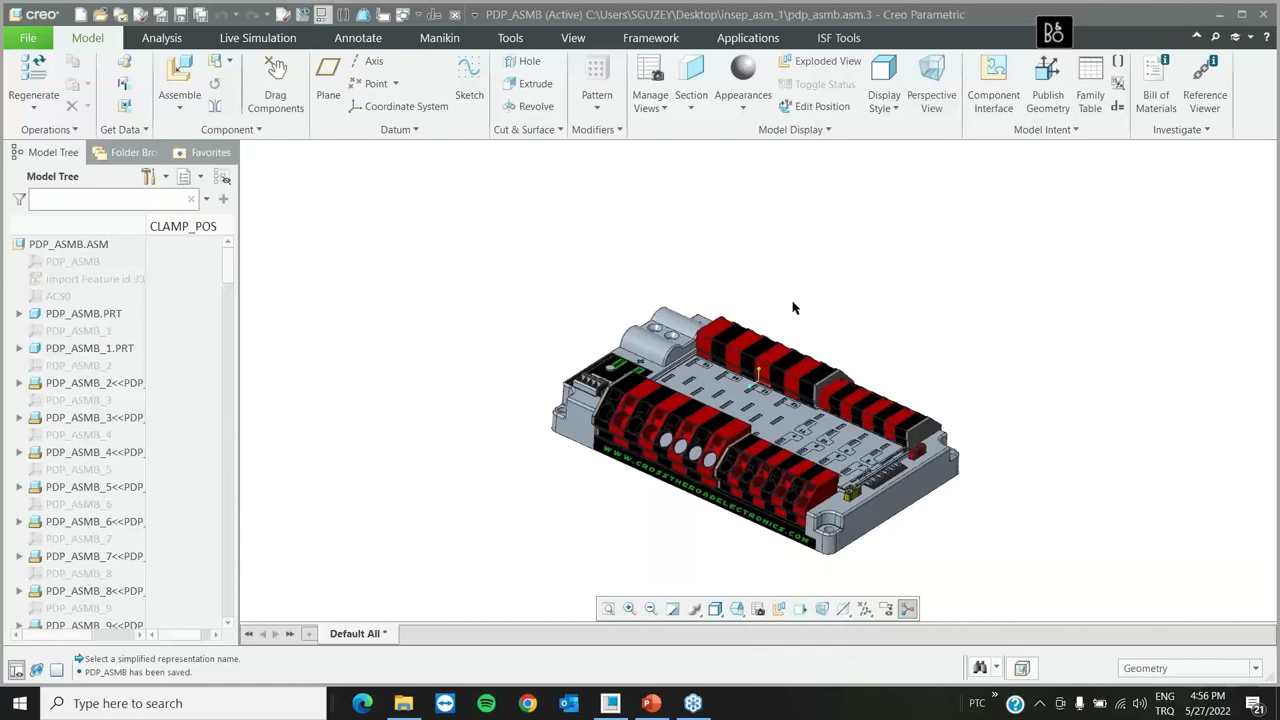 creo
PDP_ASMB (Active) C:\Users\SGUZEY\Desktop\insep_asm_1\pdp_asmb.asm.3 - Creo Parametric
B&O
File
Model
Analysis
Live Simulation
Annotate
Manikin
Tools
View
Framework
Applications
ISF Tools
Regenerate
Assemble
Drag Components
Plane
Axis
Point
Coordinate System
Sketch
Hole
Extrude
Revolve
Pattern
Manage Views
Section
Appearances
Exploded View
Toggle Status
Edit Position
Display Style
Perspective View
Component Interface
Publish Geometry
Family Table
d=
Bill of Materials
Reference Viewer
Operations
Get Data
Component
Datum
Cut & Surface
Modifiers
Model Display
Model Intent
Investigate
Model Tree
Folder Bro
Favorites
Model Tree
CLAMP_POS
PDP_ASMB.ASM
PDP_ASMB
Import Feature id 33
ACS0
PDP_ASMB.PRT
PDP_ASMB_1
PDP_ASMB_1.PRT
PDP_ASMB_2
PDP_ASMB_2<<PDP_
PDP_ASMB_3
PDP_ASMB_3<<PDP_
PDP_ASMB_4
PDP_ASMB_4<<PDP_
PDP_ASMB_5
PDP_ASMB_5<<PDP_
PDP_ASMB_6
PDP_ASMB_6<<PDP_
PDP_ASMB_7
PDP_ASMB_7<<PDP_
PDP_ASMB_8
PDP_ASMB_8<<PDP_
PDP_ASMB_9
PDP_ASMB_9<<PDP_
WWW.CROSSTHEROADELECTRONICS.COM
Default All *
Select a simplified representation name.
• PDP_ASMB has been saved.
Geometry
Type here to search
PTC
ENG
TRQ
4:56 PM
5/27/2022
21